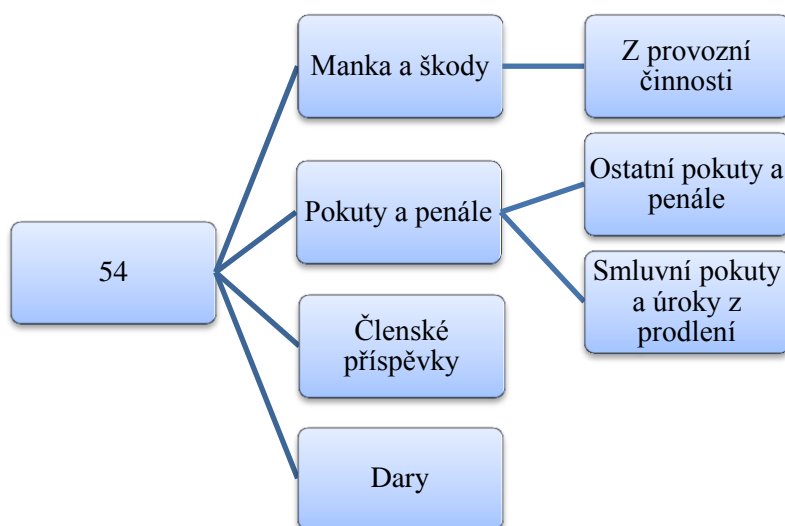 54
Manka a škody
Z provozní
činnosti
Pokuty a penále
Ostatní pokuty a
penále
Smluvní pokuty
a úroky z
prodlení
Členské
příspěvky
Dary